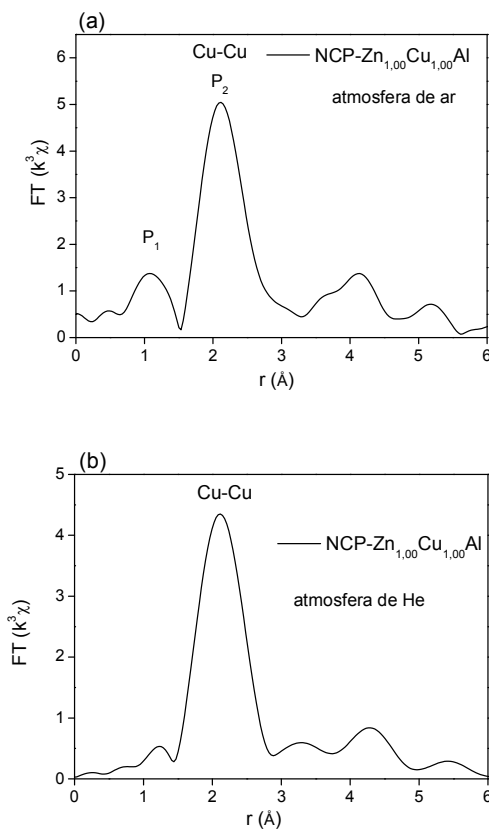 (a)
Cu-Cu
P2
NCP-Zn1,00Cu1,00Al
atmosfera de ar
P1
FT (k³χ)
6
5
4
3
2
1
0
0 1 2 3 4 5 6
r (Å)
(b)
Cu-Cu
NCP-Zn1,00Cu1,00Al
atmosfera de He
FT (k³χ)
5
4
3
2
1
0
0 1 2 3 4 5 6
r (Å)